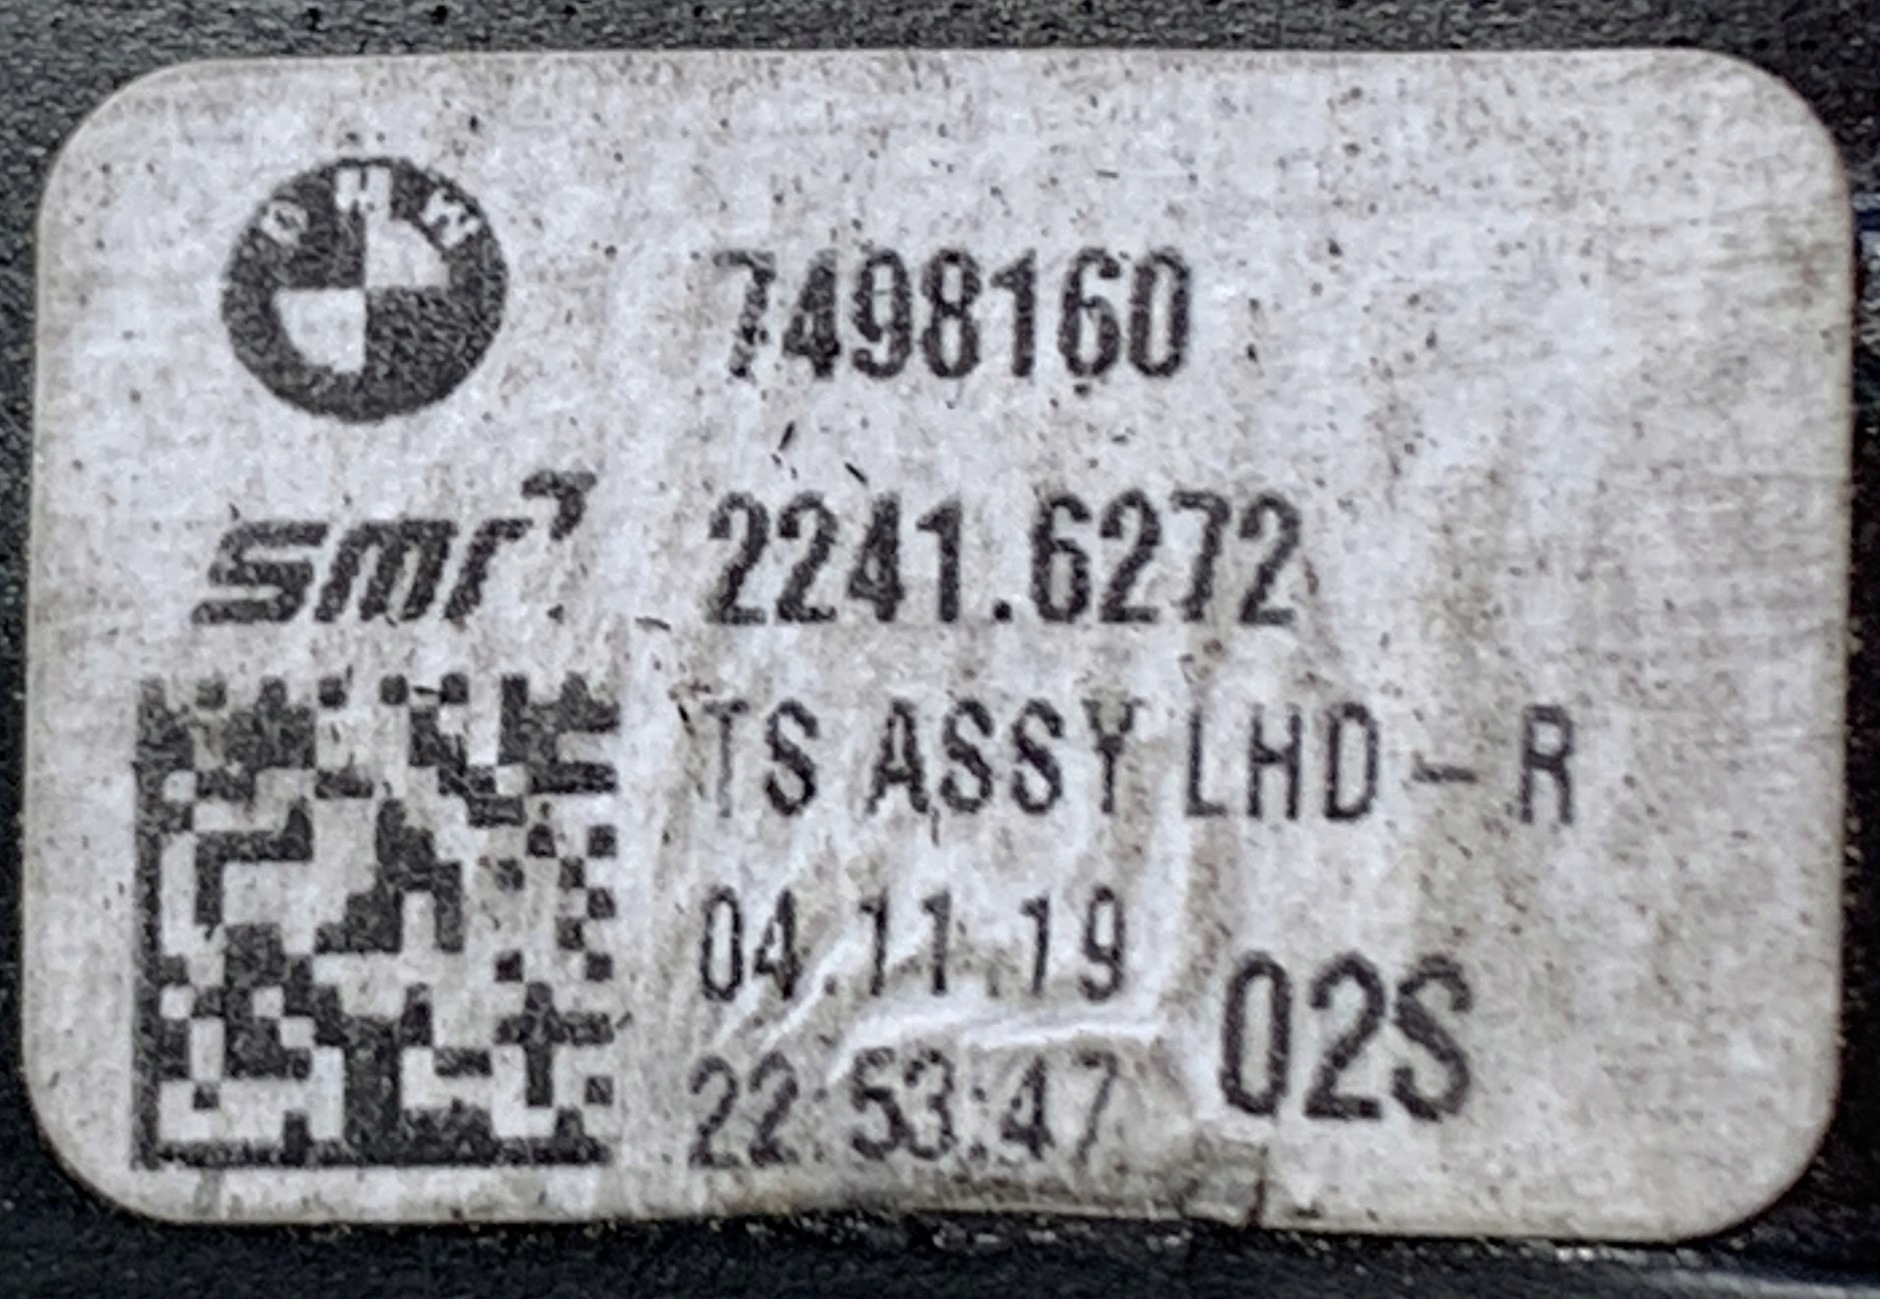 BMW
7498160
smr
2241.6272
TS ASSY LHD - R
04.11.19
02S
22:53:47